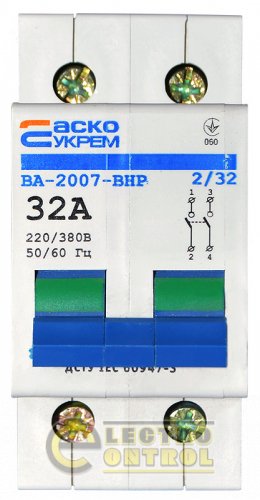 аско
УКРЕМ
060
ВА-2007-ВНР 2/32
32А
220/380В
50/60 Гц
1 3
2 4
ДСТУ IEC 60947-3
ELECTRO
CONTROL